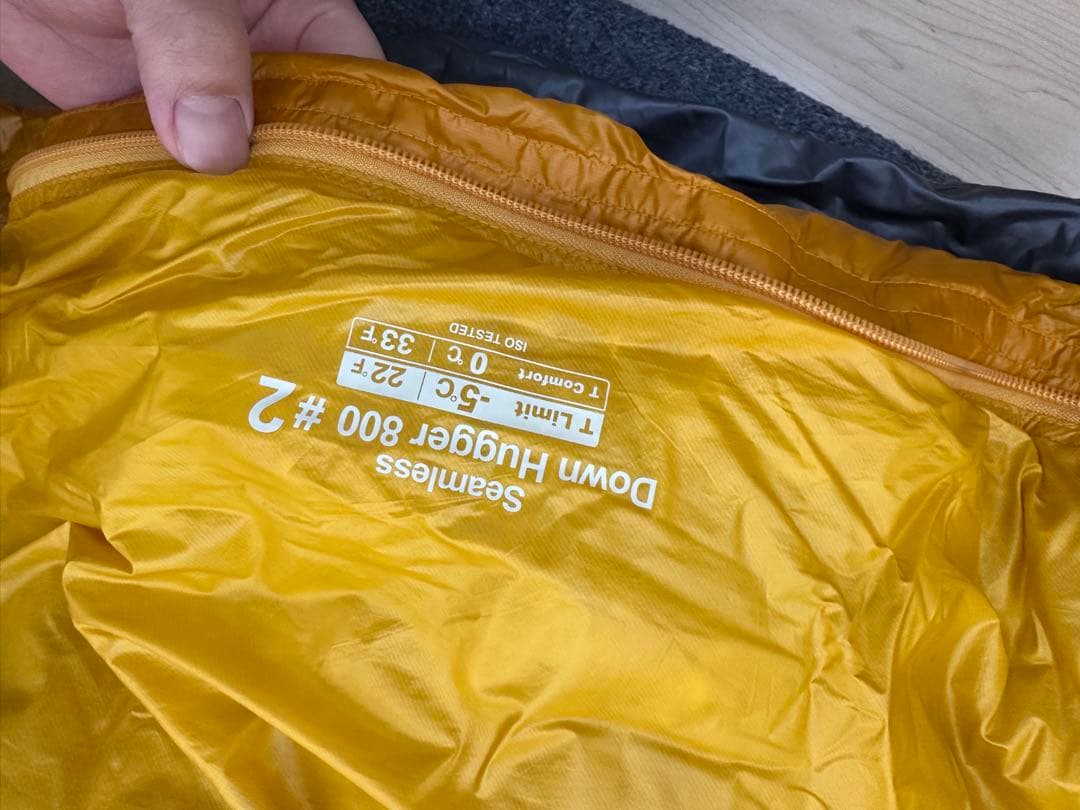 Seamless
Down Hugger 800 #2
T Limit -5℃ | 22°F
T Comfort 0℃ | 33°F
ISO TESTED